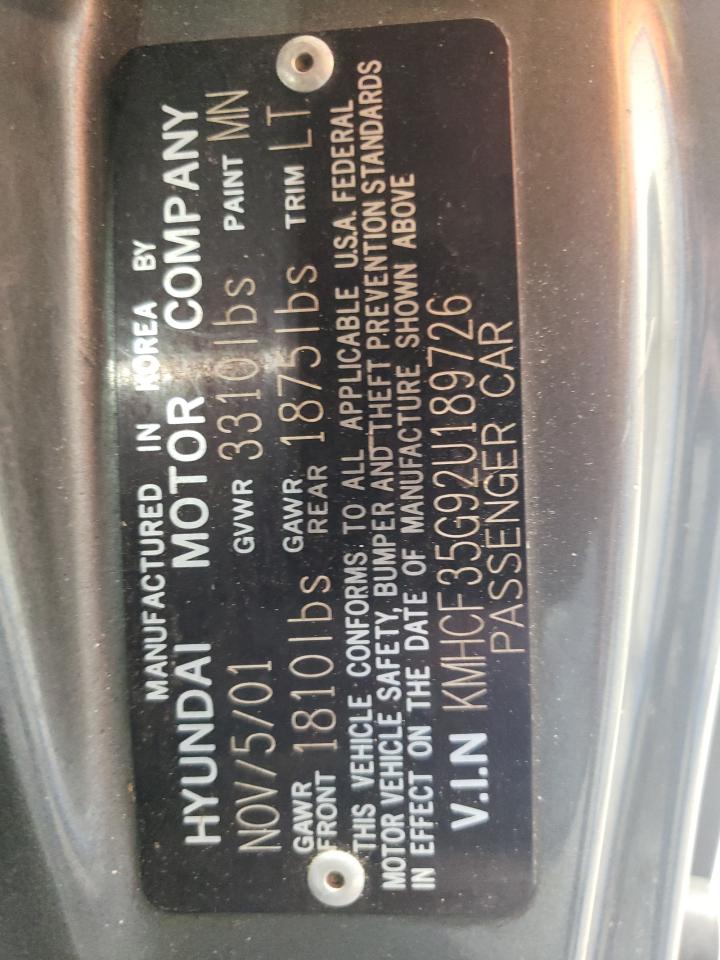 MANUFACTURED IN KOREA BY
HYUNDAI MOTOR COMPANY
NOV/5/01 GVWR 3310lbs PAINT MN
GAWR FRONT 1810lbs GAWR REAR 1875lbs TRIM LT
THIS VEHICLE CONFORMS TO ALL APPLICABLE U.S.A. FEDERAL
MOTOR VEHICLE SAFETY, BUMPER AND THEFT PREVENTION STANDARDS
IN EFFECT ON THE DATE OF MANUFACTURE SHOWN ABOVE
V.I.N KMHCF35G92U189726
PASSENGER CAR